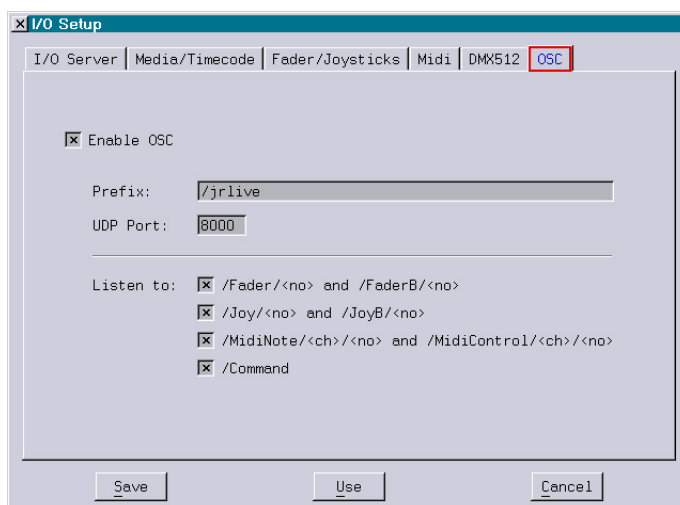 I/O Setup
I/O Server Media/Timecode Fader/Joysticks Midi DMX512 OSC
Enable OSC
Prefix: /jrlive
UDP Port: 8000
Listen to: /Fader/<no> and /FaderB/<no>
/Joy/<no> and /JoyB/<no>
/MidiNote/<ch>/<no> and /MidiControl/<ch>/<no>
/Command
Save Use Cancel